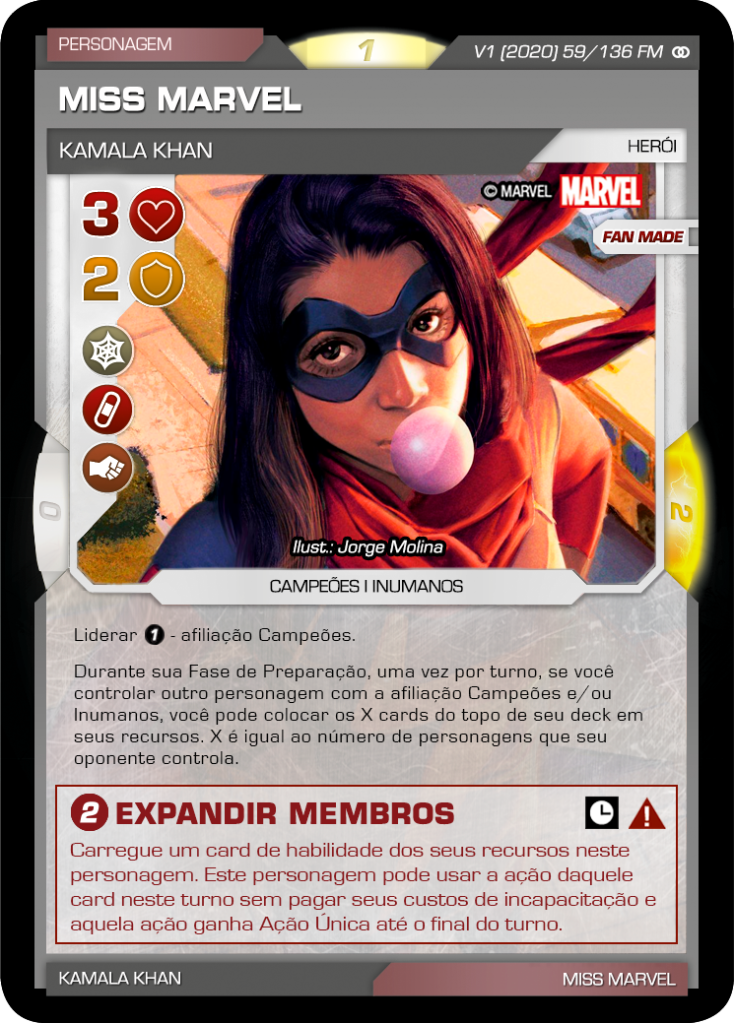 PERSONAGEM
1
V1 (2020) 59/136 FM
MISS MARVEL
KAMALA KHAN
HERÓI
© MARVEL MARVEL
3
FAN MADE
2
0
2
Ilust.: Jorge Molina
CAMPEÕES | INUMANOS
Liderar 1 - afiliação Campeões.
Durante sua Fase de Preparação, uma vez por turno, se você
controlar outro personagem com a afiliação Campeões e/ou
Inumanos, você pode colocar os X cards do topo de seu deck em
seus recursos. X é igual ao número de personagens que seu
oponente controla.
2 EXPANDIR MEMBROS
Carregue um card de habilidade dos seus recursos neste
personagem. Este personagem pode usar a ação daquele
card neste turno sem pagar seus custos de incapacitação e
aquela ação ganha Ação Única até o final do turno.
KAMALA KHAN
MISS MARVEL